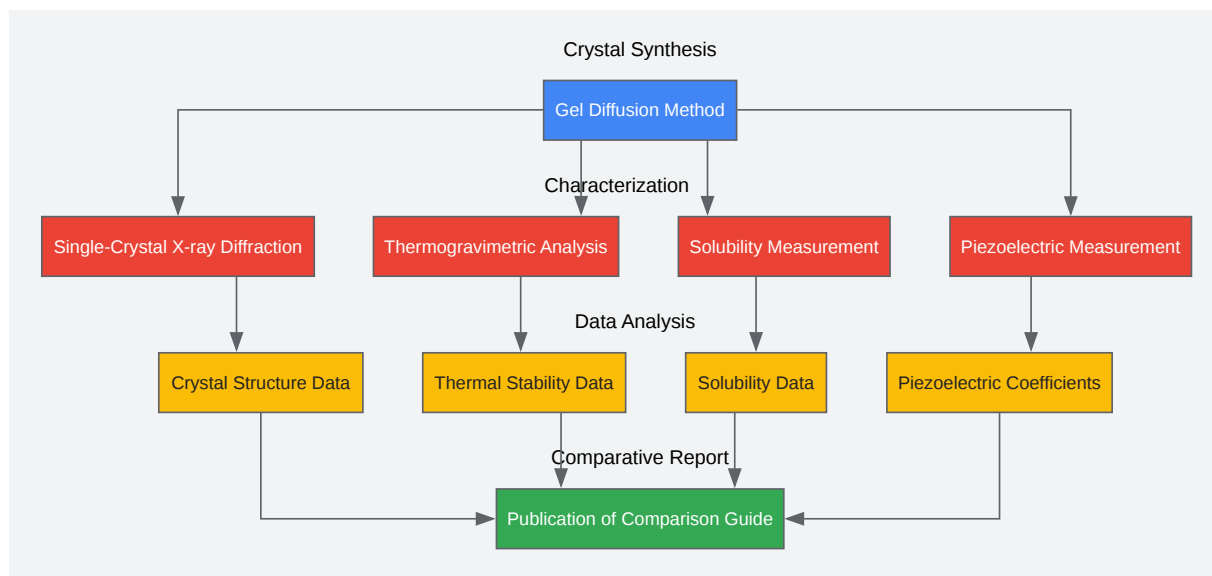 Crystal Synthesis
Gel Diffusion Method
Characterization
Single-Crystal X-ray Diffraction
Thermogravimetric Analysis
Solubility Measurement
Piezoelectric Measurement
Data Analysis
Crystal Structure Data
Thermal Stability Data
Solubility Data
Piezoelectric Coefficients
Comparative Report
Publication of Comparison Guide